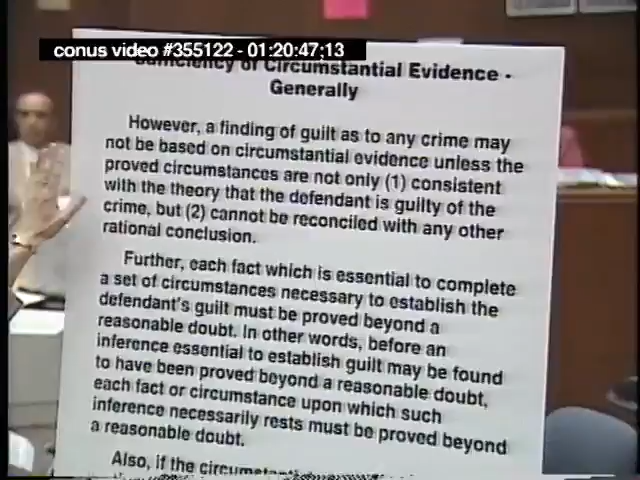 conus video #355122 - 01:20:47:13
Sufficiency of Circumstantial Evidence -
Generally
However, a finding of guilt as to any crime may
not be based on circumstantial evidence unless the
proved circumstances are not only (1) consistent
with the theory that the defendant is guilty of the
crime, but (2) cannot be reconciled with any other
rational conclusion.
Further, each fact which is essential to complete
a set of circumstances necessary to establish the
defendant's guilt must be proved beyond a
reasonable doubt. In other words, before an
inference essential to establish guilt may be found
to have been proved beyond a reasonable doubt,
each fact or circumstance upon which such
inference necessarily rests must be proved beyond
a reasonable doubt.
Also, if the